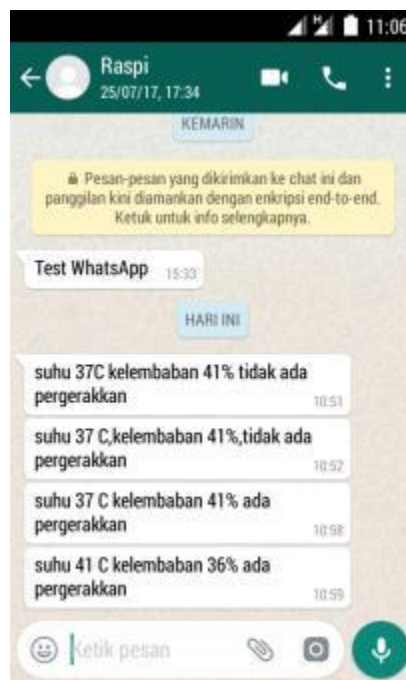 11:06
Raspi
25/07/17, 17:34
KEMARIN
Pesan-pesan yang dikirimkan ke chat ini dan
panggilan kini diamankan dengan enkripsi end-to-end.
Ketuk untuk info selengkapnya.
Test WhatsApp 15:33
HARI INI
suhu 37C kelembaban 41% tidak ada
pergerakkan 10:51
suhu 37 C,kelembaban 41%,tidak ada
pergerakkan 10:52
suhu 37 C kelembaban 41% ada
pergerakkan 10:58
suhu 41 C kelembaban 36% ada
pergerakkan 10:59
Ketik pesan